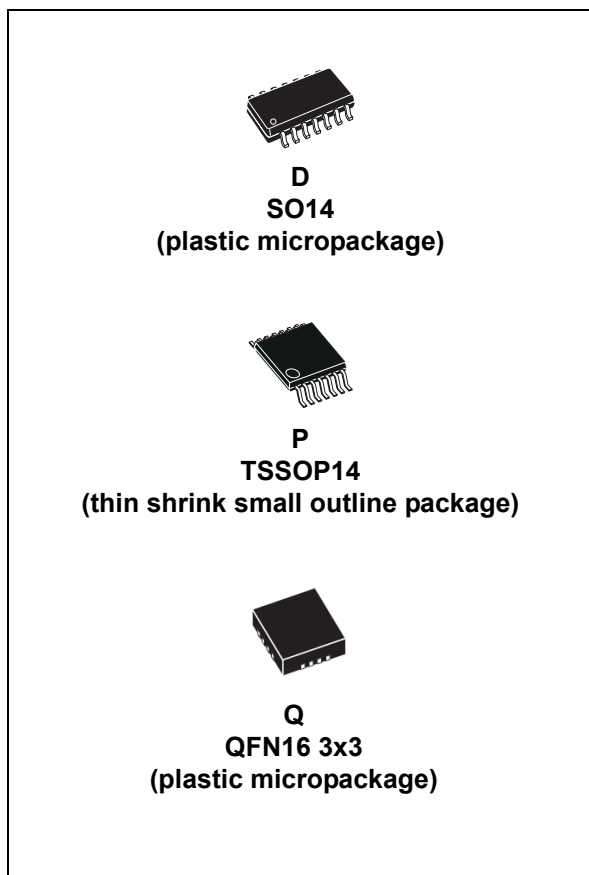 D
SO14
(plastic micropackage)
P
TSSOP14
(thin shrink small outline package)
Q
QFN16 3x3
(plastic micropackage)